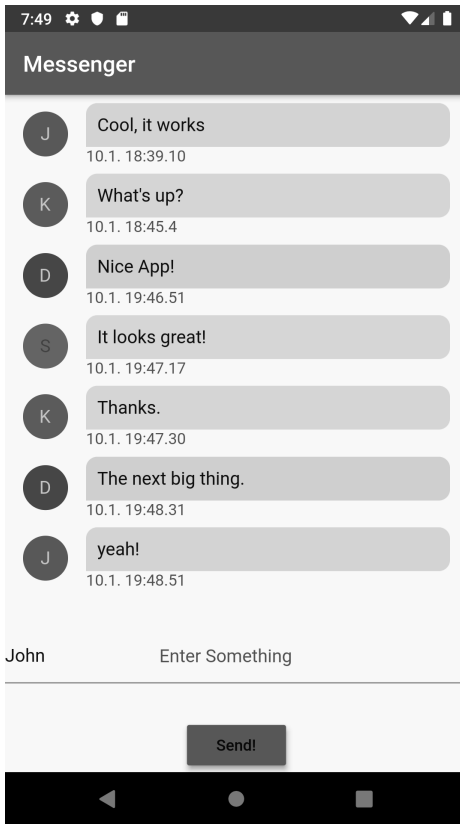 7:49
Messenger
J
Cool, it works
10.1. 18:39.10
K
What's up?
10.1. 18:45.4
D
Nice App!
10.1. 19:46.51
S
It looks great!
10.1. 19:47.17
K
Thanks.
10.1. 19:47.30
D
The next big thing.
10.1. 19:48.31
J
yeah!
10.1. 19:48.51
John Enter Something
Send!